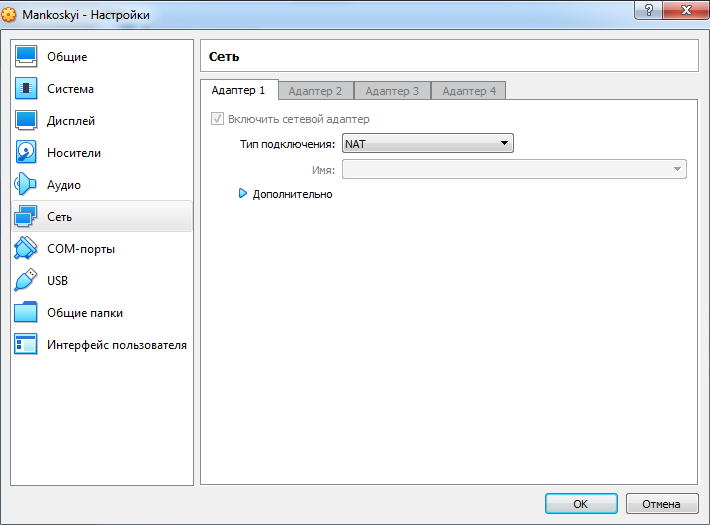 Mankoskyi - Настройки
Общие
Система
Дисплей
Носители
Аудио
Сеть
COM-порты
USB
Общие папки
Интерфейс пользователя
Сеть
Адаптер 1 Адаптер 2 Адаптер 3 Адаптер 4
Включить сетевой адаптер
Тип подключения: NAT
Имя:
Дополнительно
OK Отмена